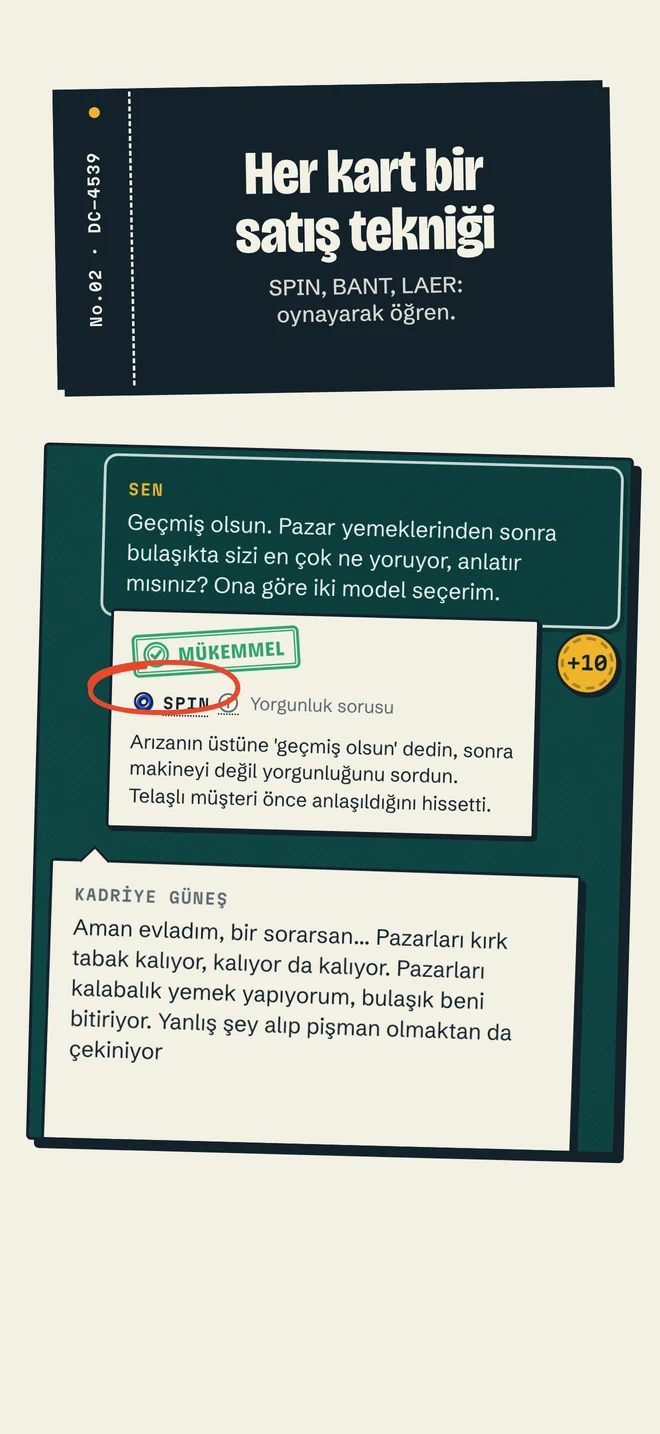 No.02 · DC—4539
Her kart bir
satış tekniği
SPIN, BANT, LAER:
oynayarak öğren.
SEN
Geçmiş olsun. Pazar yemeklerinden sonra
bulaşıkta sizi en çok ne yoruyor, anlatır
mısınız? Ona göre iki model seçerim.
MÜKEMMEL
+10
SPIN Yorgunluk sorusu
Arızanın üstüne 'geçmiş olsun' dedin, sonra
makineyi değil yorgunluğunu sordun.
Telaşlı müşteri önce anlaşıldığını hissetti.
KADRİYE GÜNEŞ
Aman evladım, bir sorarsan... Pazarları kırk
tabak kalıyor, kalıyor da kalıyor. Pazarları
kalabalık yemek yapıyorum, bulaşık beni
bitiriyor. Yanlış şey alıp pişman olmaktan da
çekiniyor